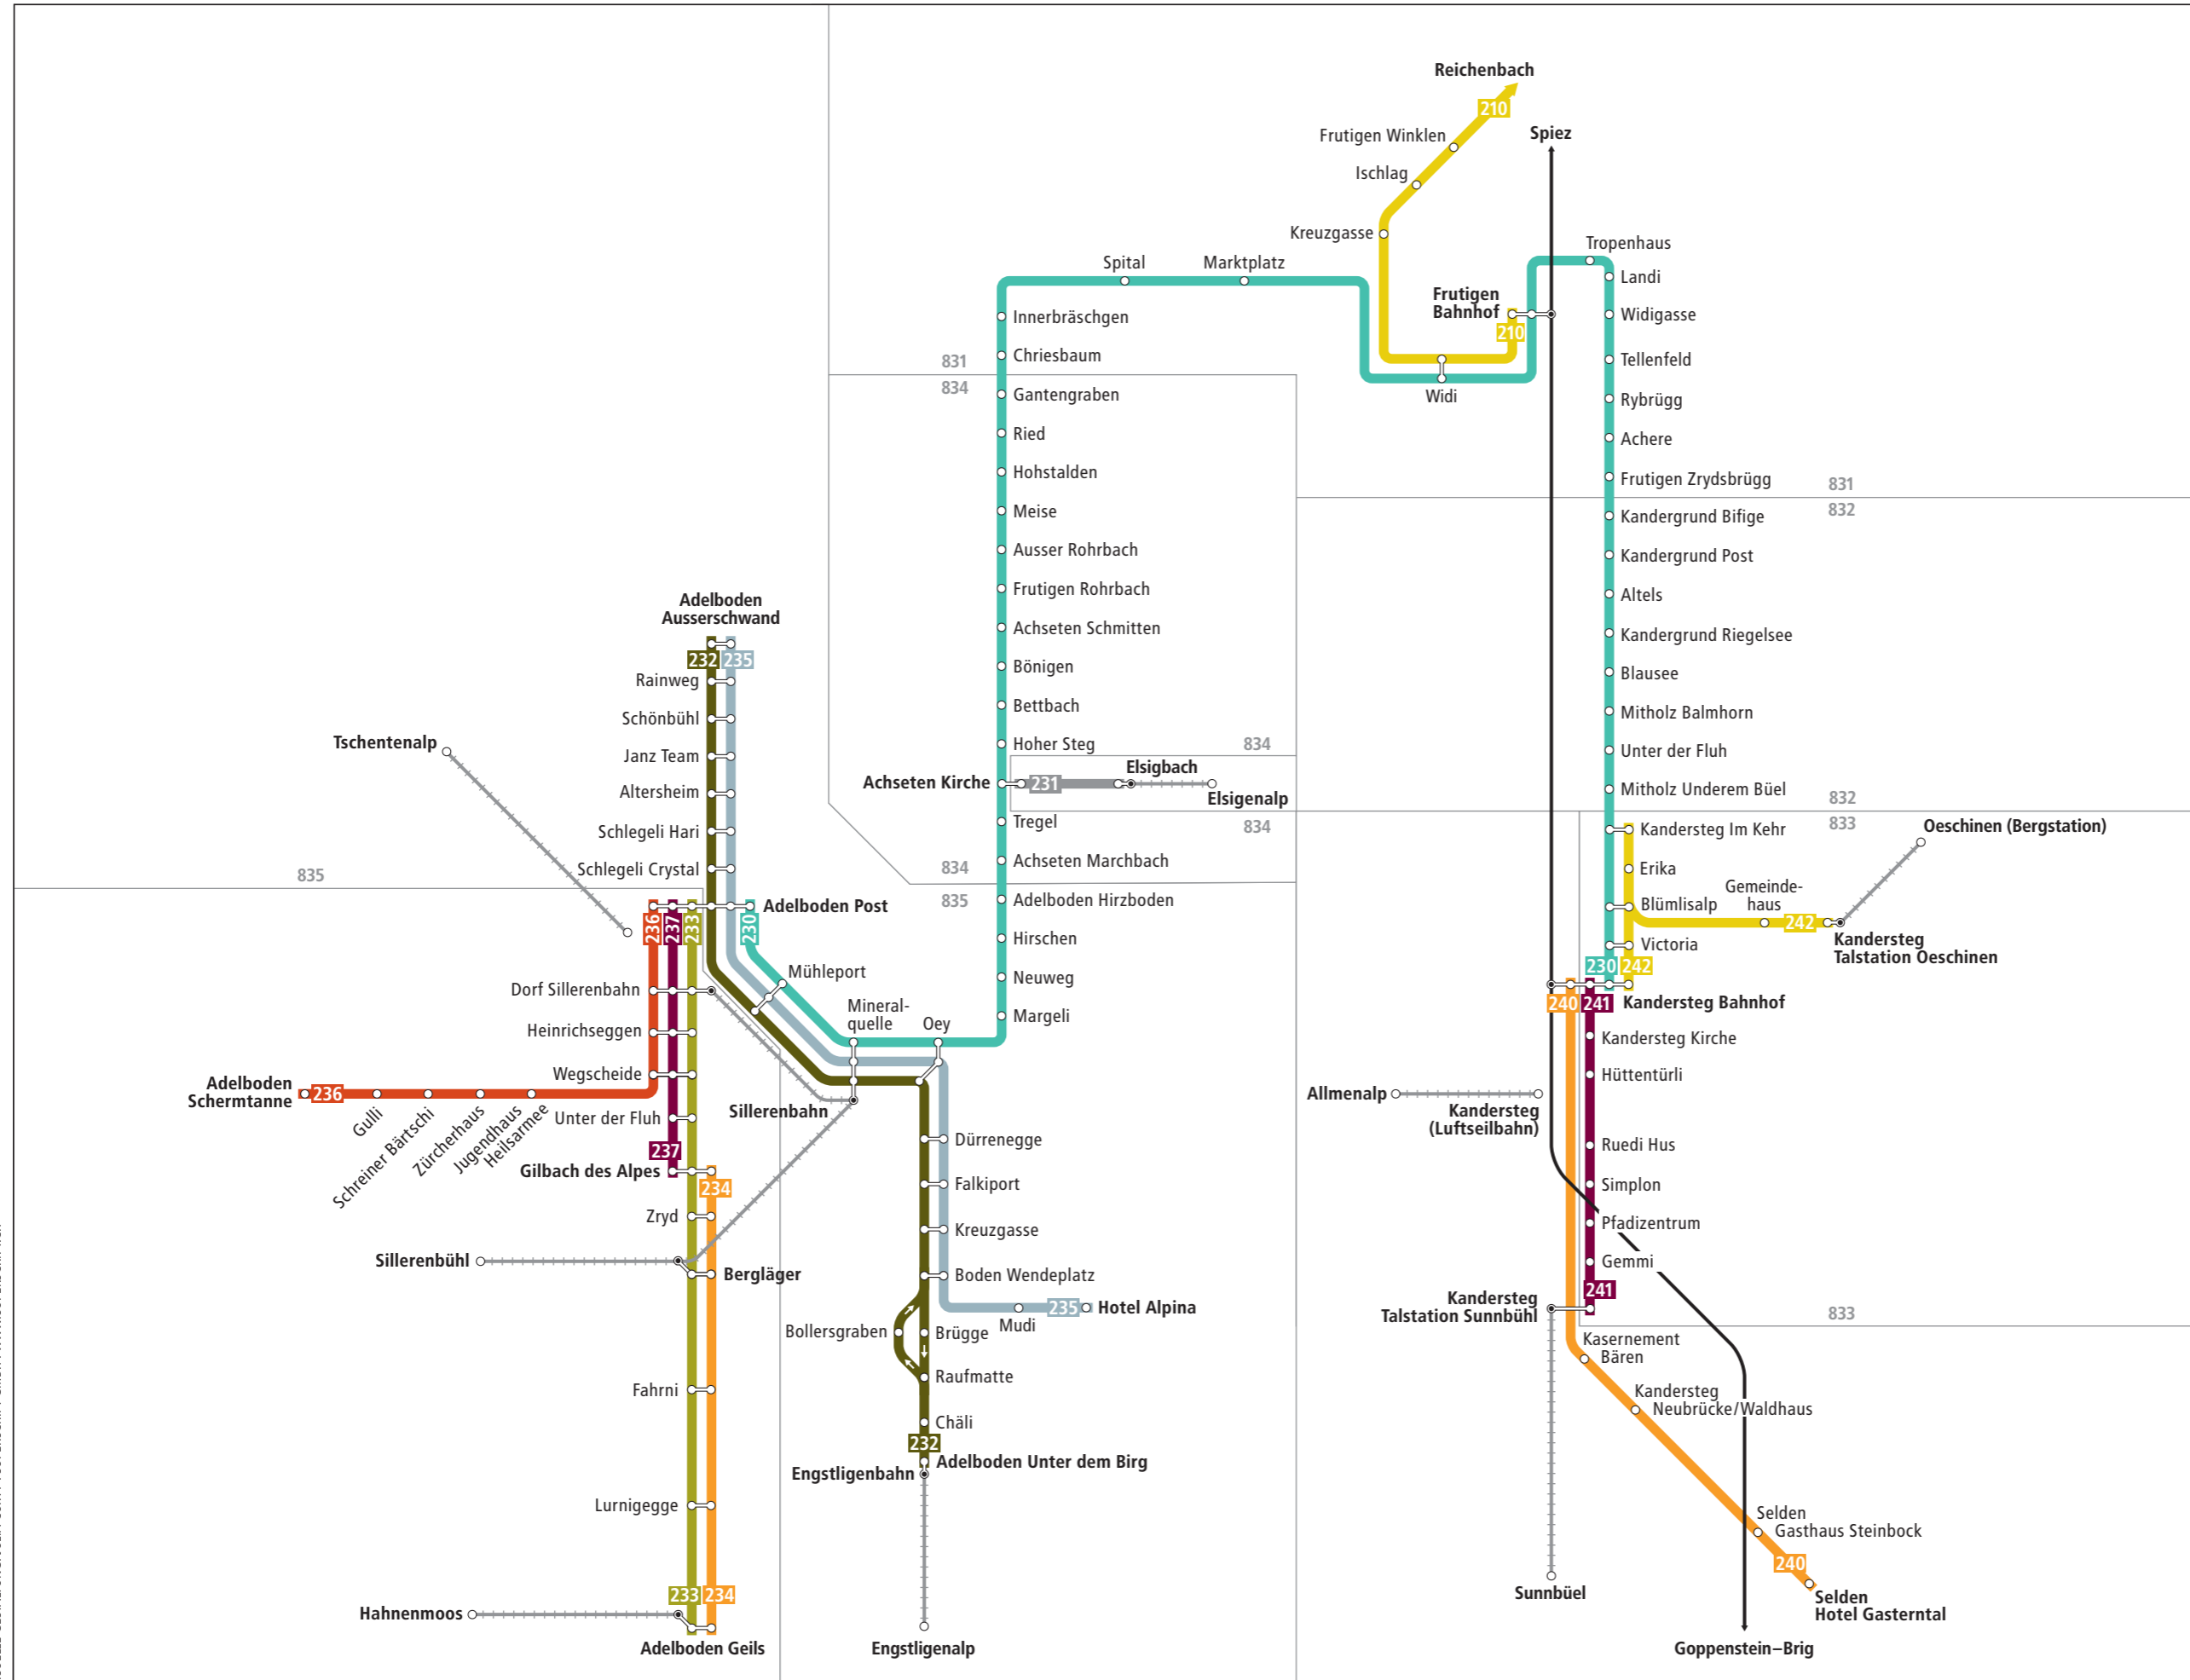 Reichenbach
210
Frutigen Winklen
Spiez
Ischlag
Kreuzgasse
Tropenhaus
Spital
Marktplatz
Landi
Frutigen
Bahnhof
210
Widigasse
Innerbräschgen
Chriesbaum
831
834
Tellenfeld
Widi
Gantengraben
Rybrügg
Ried
Achere
Hohstalden
Frutigen Zrydsbrügg
831
832
Meise
Kandergrund Bifige
Ausser Rohrbach
Kandergrund Post
Frutigen Rohrbach
Altels
Adelboden
Ausserschwand
Achseten Schmitten
Kandergrund Riegelsee
232
235
Bönigen
Blausee
Rainweg
Bettbach
Mitholz Balmhorn
Schönbühl
Tschentenalp
Hoher Steg
834
Unter der Fluh
Janz Team
Achseten Kirche
231
Elsigbach
Elsigenalp
Mitholz Underem Büel
832
833
Altersheim
Tregel
834
Kandersteg Im Kehr
Oeschinen (Bergstation)
Schlegeli Hari
Achseten Marchbach
834
835
Erika
Schlegeli Crystal
835
Adelboden Hirzboden
Blümlisalp
Gemeinde-
haus
242
Kandersteg
Talstation Oeschinen
Adelboden Post
236
237
233
230
Hirschen
Victoria
230
242
Mühleport
Neuweg
Dorf Sillerenbahn
240
241
Kandersteg Bahnhof
Mineral-
quelle
Oey
Margeli
Heinrichseggen
Kandersteg Kirche
Wegscheide
Hüttentürli
Adelboden
Schermtanne
236
Gulli
Schreiner Bärtschi
Zürcherhaus
Jugendhaus
Heilsarmee
Sillerenbahn
Allmenalp
Kandersteg
(Luftseilbahn)
Unter der Fluh
237
Dürrenegge
Ruedi Hus
Gilbach des Alpes
234
Falkiport
Simplon
Zryd
Kreuzgasse
Pfadizentrum
Sillerenbühl
Bergläger
Boden Wendeplatz
Gemmi
241
Mudi
235
Hotel Alpina
Kandersteg
Talstation Sunnbühl
833
Bollersgraben
Brügge
Kasernement
Bären
Raufmatte
Fahrni
Kandersteg
Neubrücke/Waldhaus
Chäli
232
Adelboden Unter dem Birg
Engstligenbahn
Lurnigegge
Selden
Gasthaus Steinbock
240
Sunnbüel
Selden
Hotel Gasterntal
233
234
Hahnenmoos
Adelboden Geils
Engstligenalp
Goppenstein–Brig